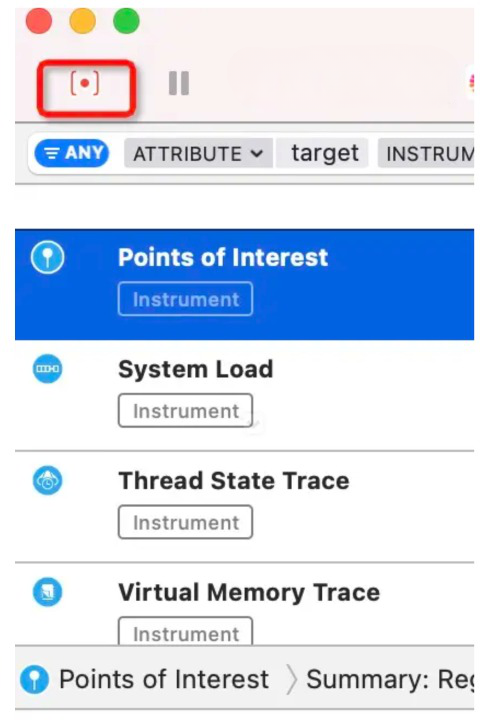 ANY ATTRIBUTE target INSTRUM
Points of Interest
Instrument
System Load
Instrument
Thread State Trace
Instrument
Virtual Memory Trace
Instrument
Points of Interest 〉Summary: Reg